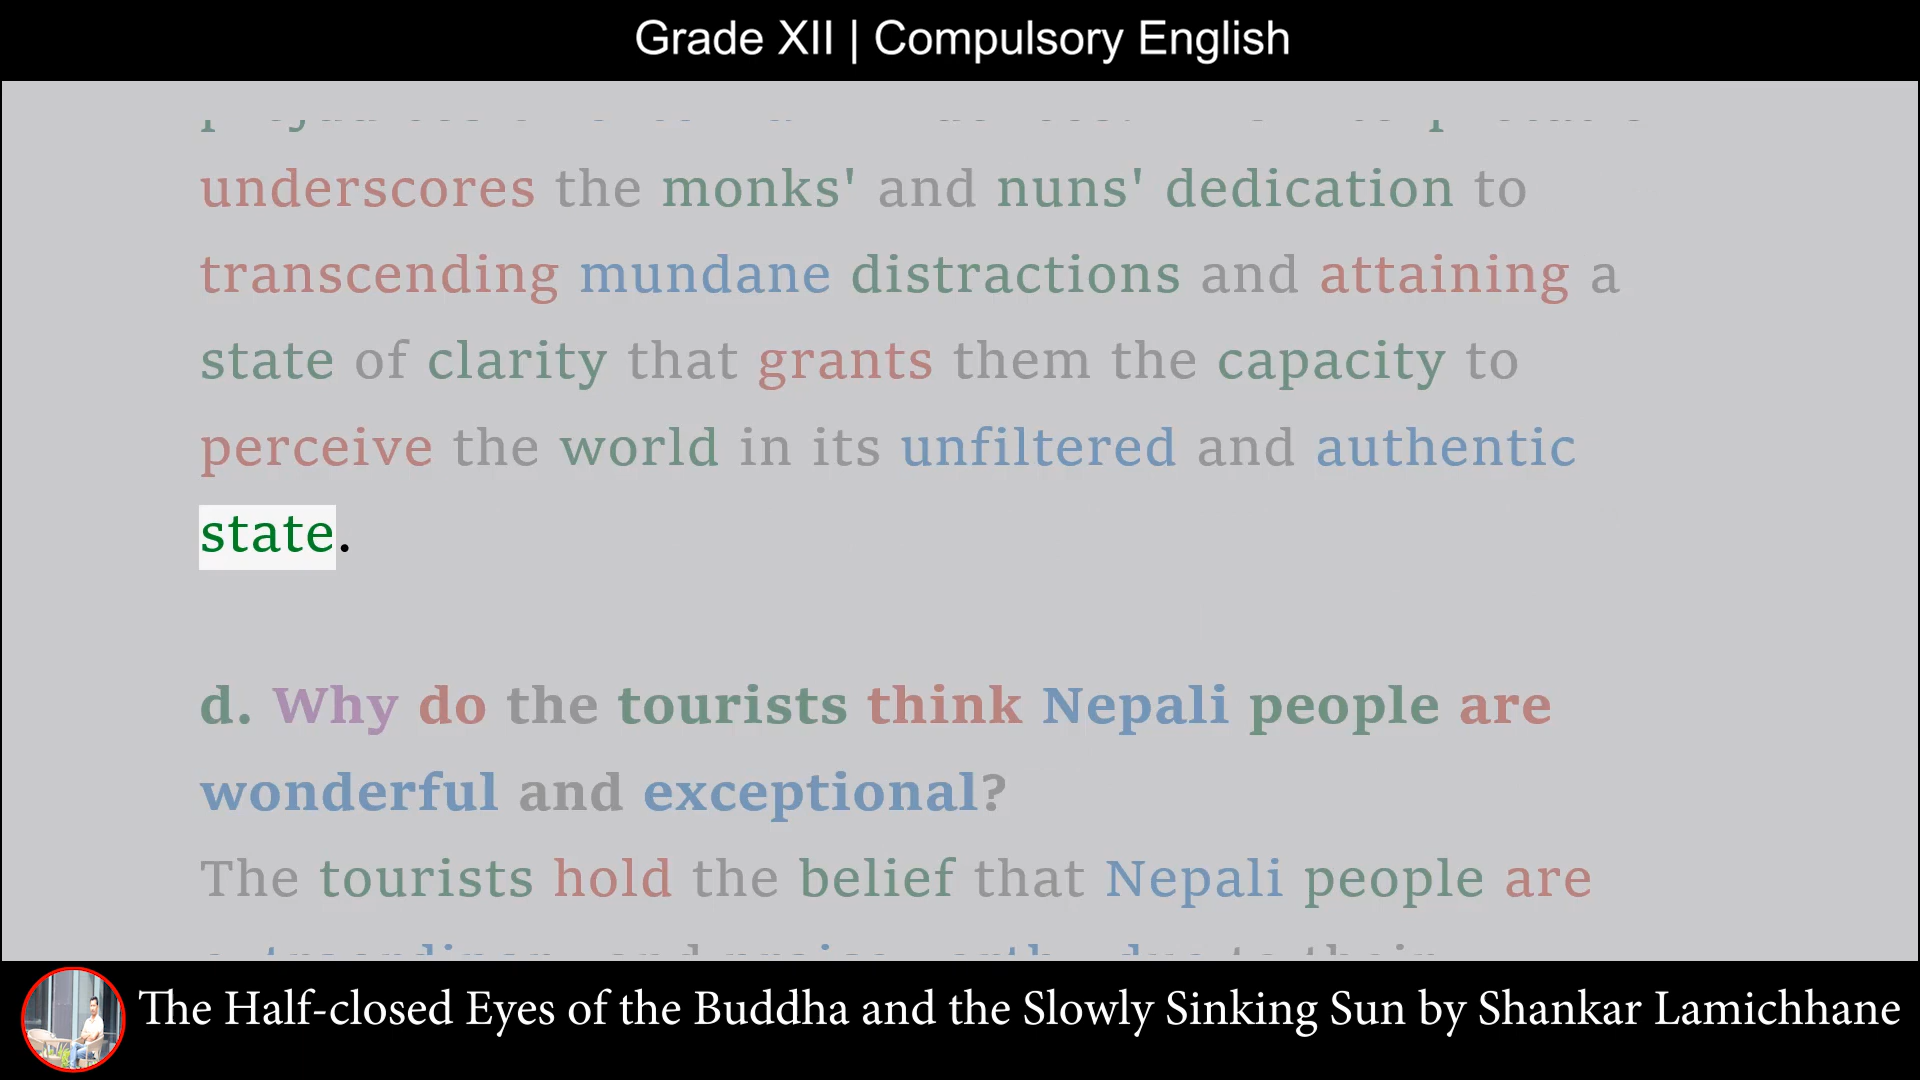 Grade XII | Compulsory English
underscores the monks' and nuns' dedication to
transcending mundane distractions and attaining a
state of clarity that grants them the capacity to
perceive the world in its unfiltered and authentic
state.
d. Why do the tourists think Nepali people are
wonderful and exceptional?
The tourists hold the belief that Nepali people are
The Half-closed Eyes of the Buddha and the Slowly Sinking Sun by Shankar Lamichhane